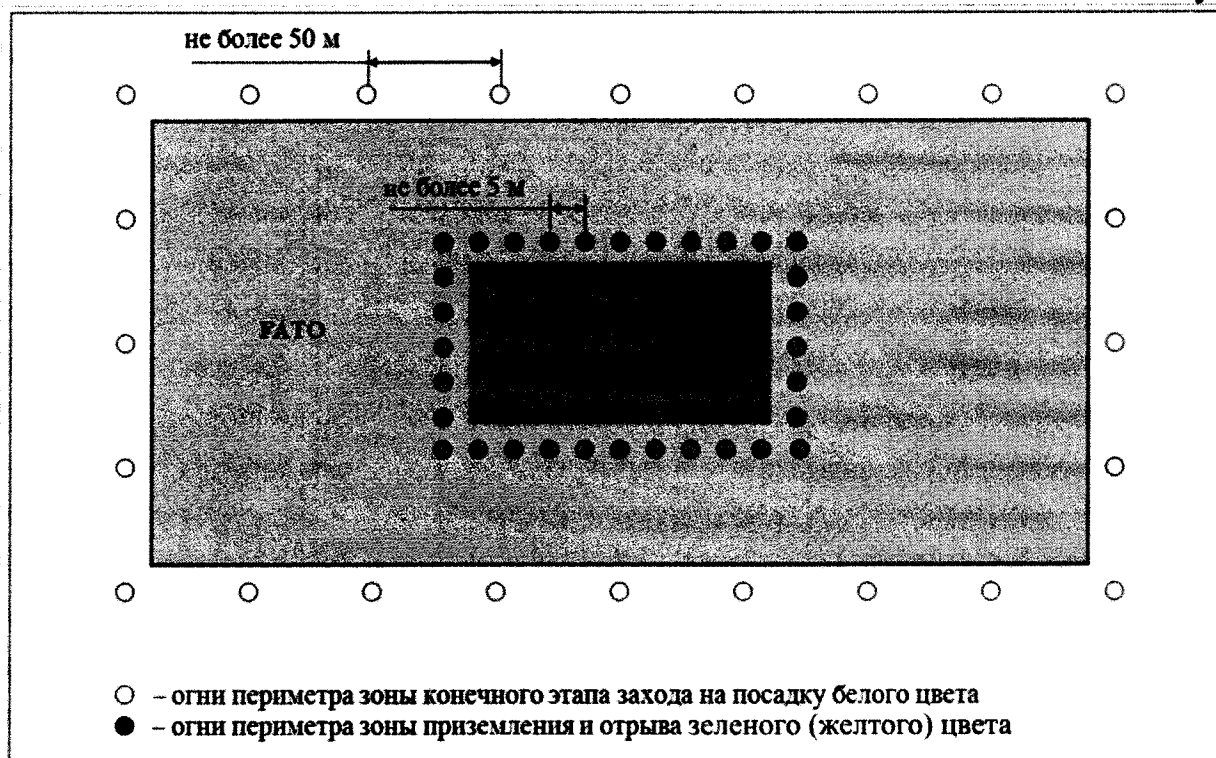 не более 50 м
не более 5 м
FATO
– огни периметра зоны конечного этапа захода на посадку белого цвета
– огни периметра зоны приземления и отрыва зеленого (желтого) цвета